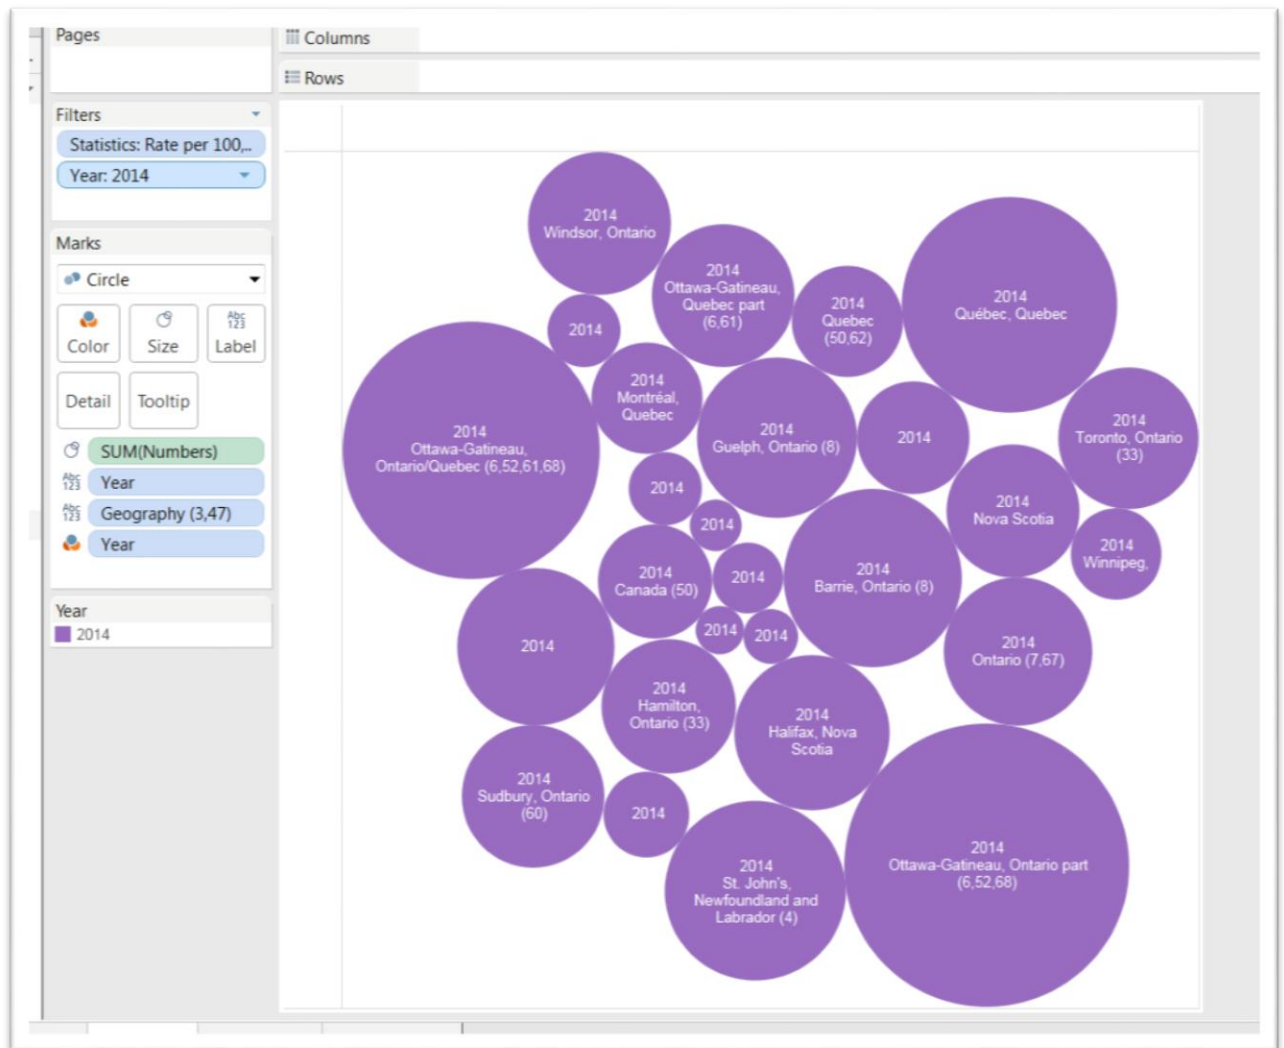 Pages
Columns
Rows
Filters
Statistics: Rate per 100,..
Year: 2014
Marks
Circle
Color
Size
Abc
123
Label
Detail
Tooltip
SUM(Numbers)
Abc
123
Year
Abc
123
Geography (3,47)
Year
Year
2014
2014
Windsor, Ontario
2014
Ottawa-Gatineau,
Quebec part
(6,61)
2014
Quebec
(50,62)
2014
Québec, Quebec
2014
2014
Montréal,
Quebec
2014
Ottawa-Gatineau,
Ontario/Quebec (6,52,61,68)
2014
Guelph, Ontario (8)
2014
2014
Toronto, Ontario
(33)
2014
2014
2014
Nova Scotia
2014
Winnipeg,
2014
Canada (50)
2014
2014
Barrie, Ontario (8)
2014
2014
2014
2014
Ontario (7,67)
2014
Hamilton,
Ontario (33)
2014
Halifax, Nova
Scotia
2014
Sudbury, Ontario
(60)
2014
2014
St. John's,
Newfoundland and
Labrador (4)
2014
Ottawa-Gatineau, Ontario part
(6,52,68)